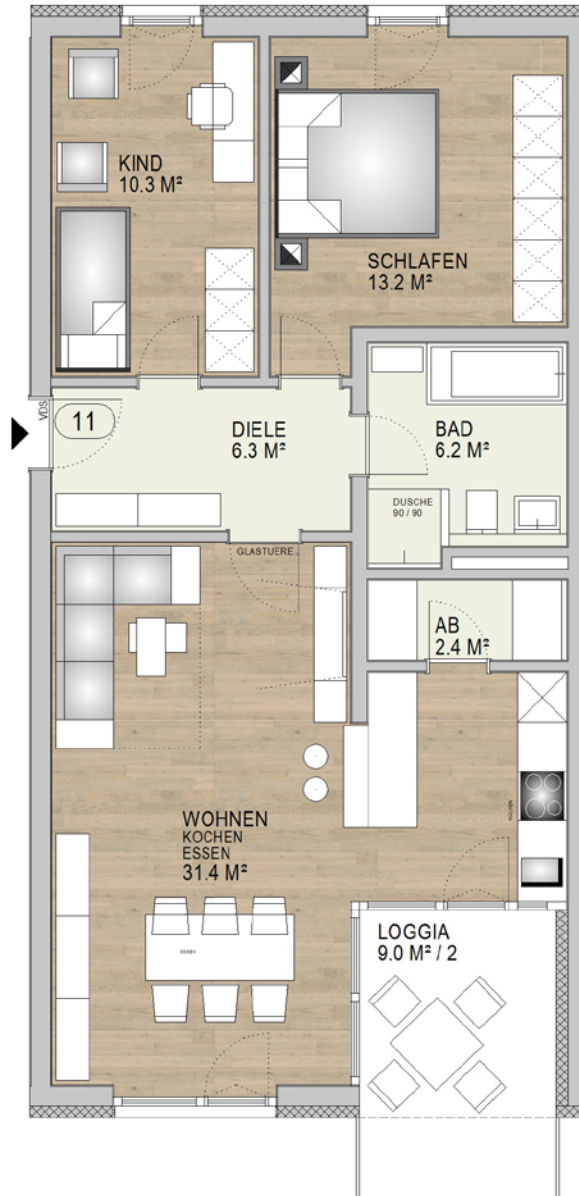 KIND
10.3 M²
SCHLAFEN
13.2 M²
VDS
11
DIELE
6.3 M²
BAD
6.2 M²
DUSCHE
90 / 90
GLASTUERE
AB
2.4 M²
WOHNEN
KOCHEN
ESSEN
31.4 M²
LOGGIA
9.0 M² / 2